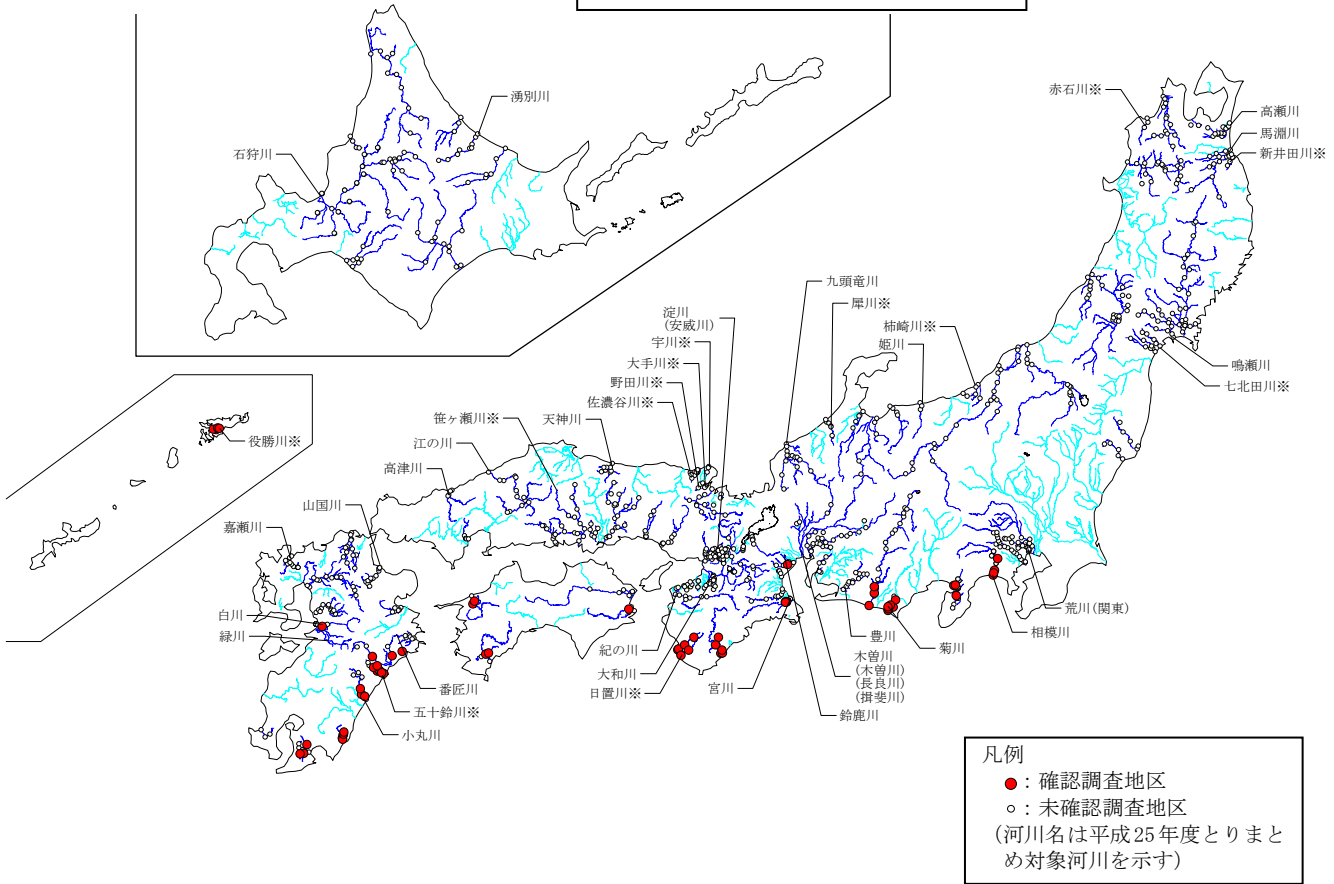 湧別川
石狩川
赤石川※
高瀬川
馬淵川
新井田川※
九頭竜川
犀川※
淀川
(安威川)
宇川※
大手川※
野田川※
佐濃谷川※
柿崎川※
姫川
鳴瀬川
七北田川※
笹ヶ瀬川※
天神川
江の川
高津川
役勝川※
山国川
嘉瀬川
白川
緑川
番匠川
五十鈴川※
小丸川
紀の川
大和川
日置川※
宮川
木曽川
(木曽川)
(長良川)
(揖斐川)
鈴鹿川
豊川
菊川
相模川
荒川(関東)
凡例
●：確認調査地区
○：未確認調査地区
(河川名は平成25年度とりまと
め対象河川を示す)